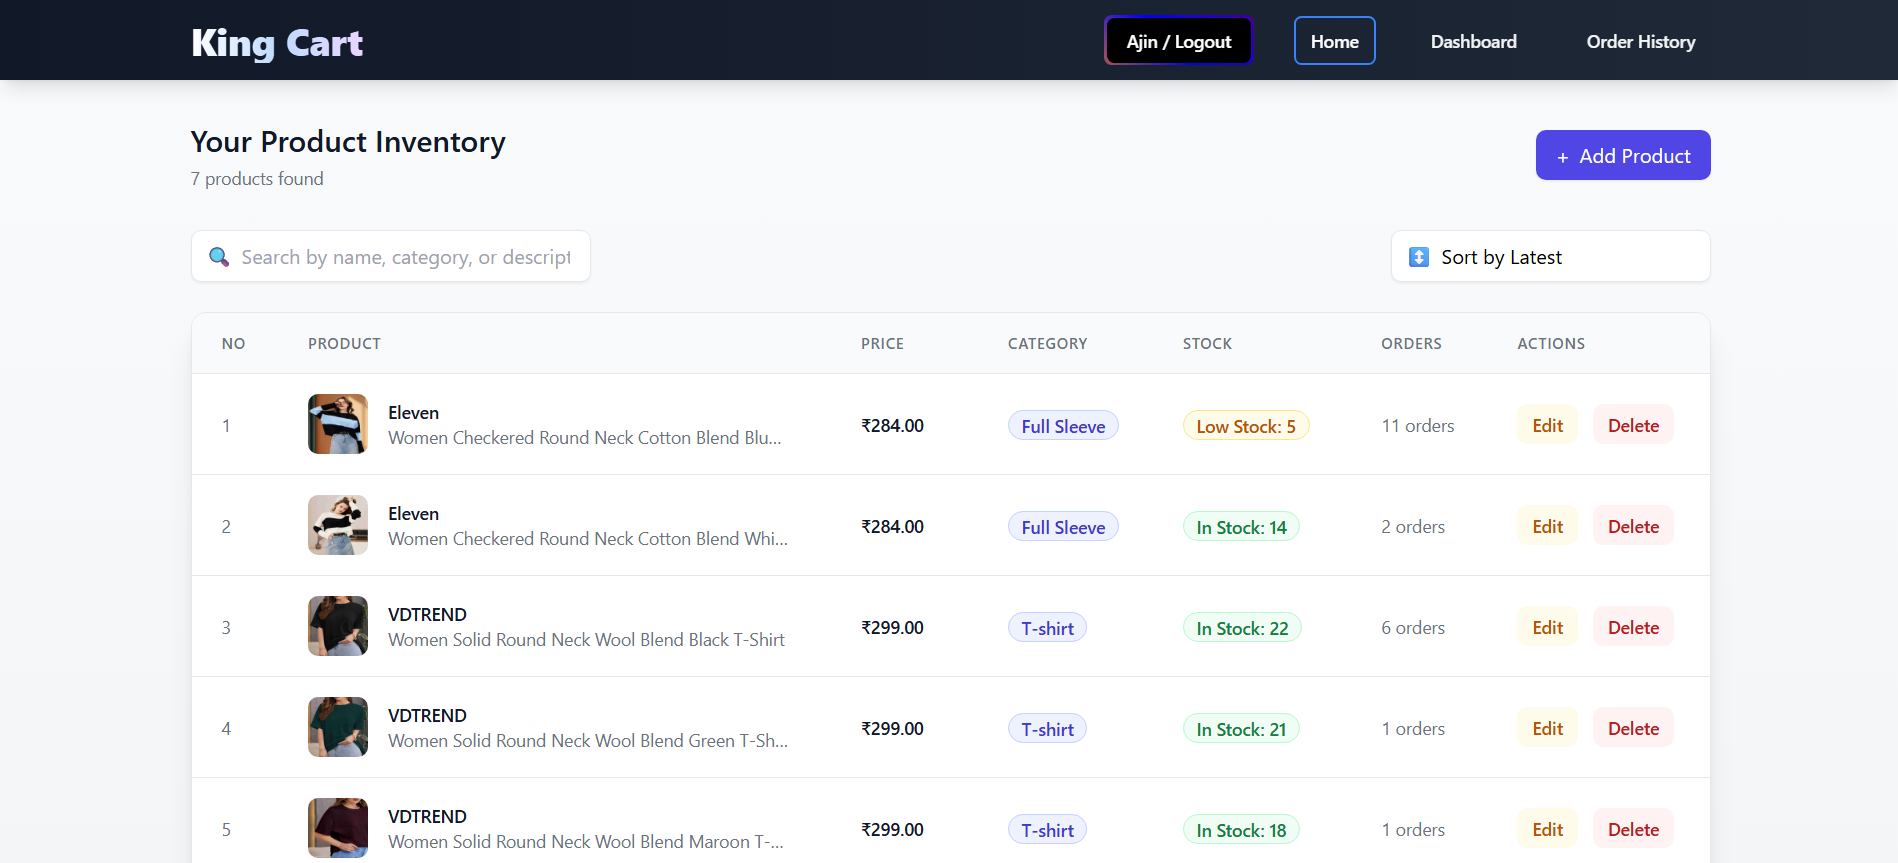 King Cart
Ajin / Logout
Home
Dashboard
Order History
Your Product Inventory
7 products found
+ Add Product
Search by name, category, or descript
Sort by Latest
NO PRODUCT PRICE CATEGORY STOCK ORDERS ACTIONS
Eleven
1 ₹284.00 Full Sleeve Low Stock: 5 11 orders Edit Delete
Women Checkered Round Neck Cotton Blend Blu...
Eleven
2 ₹284.00 Full Sleeve In Stock: 14 2 orders Edit Delete
Women Checkered Round Neck Cotton Blend Whi...
VDTREND
3 ₹299.00 T-shirt In Stock: 22 6 orders Edit Delete
Women Solid Round Neck Wool Blend Black T-Shirt
VDTREND
4 ₹299.00 T-shirt In Stock: 21 1 orders Edit Delete
Women Solid Round Neck Wool Blend Green T-Sh...
VDTREND
5 ₹299.00 T-shirt In Stock: 18 1 orders Edit Delete
Women Solid Round Neck Wool Blend Maroon T-...